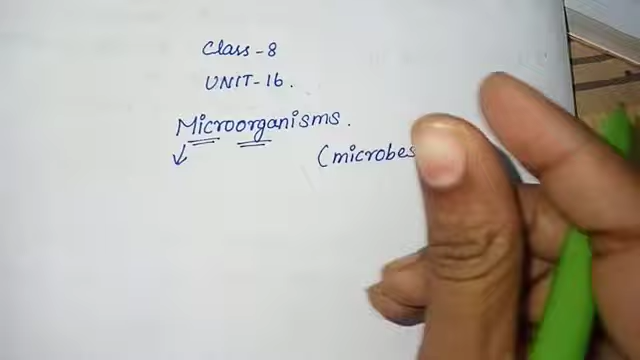 Class - 8
UNIT - 16.
Microorganisms.
(microbes